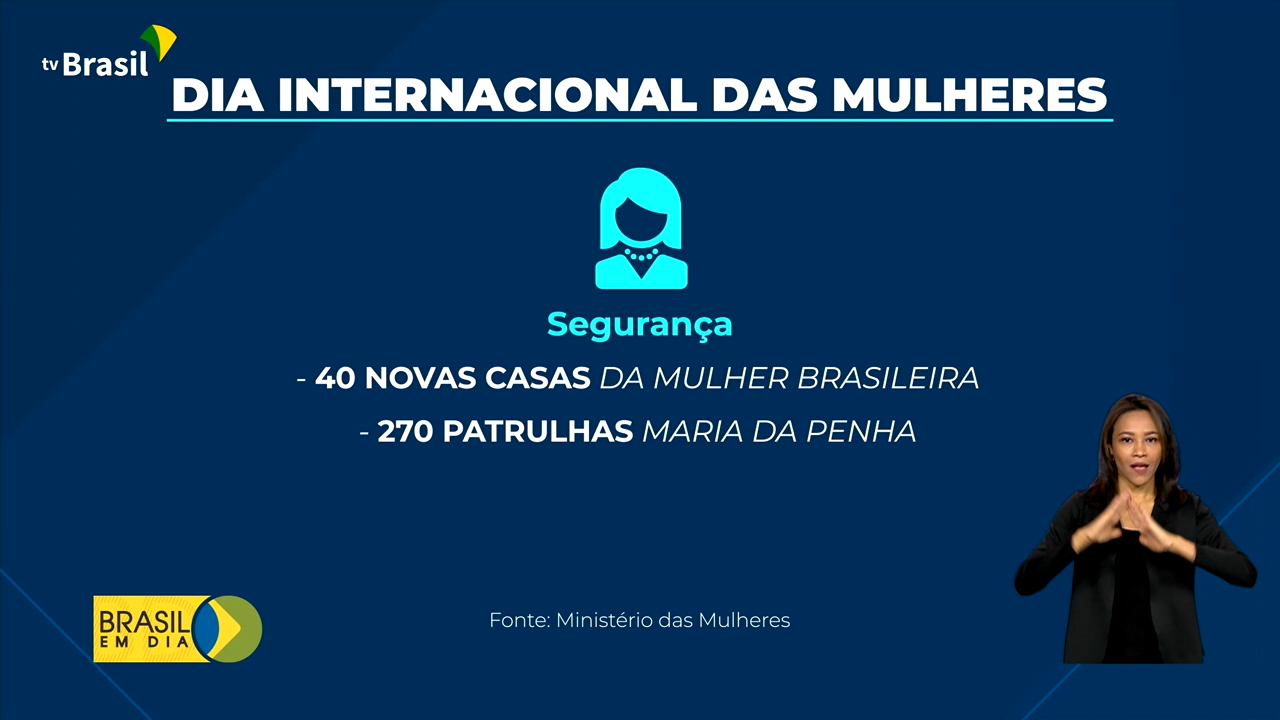 tv Brasil
DIA INTERNACIONAL DAS MULHERES
Segurança
- 40 NOVAS CASAS DA MULHER BRASILEIRA
- 270 PATRULHAS MARIA DA PENHA
BRASIL
EM DIA
Fonte: Ministério das Mulheres